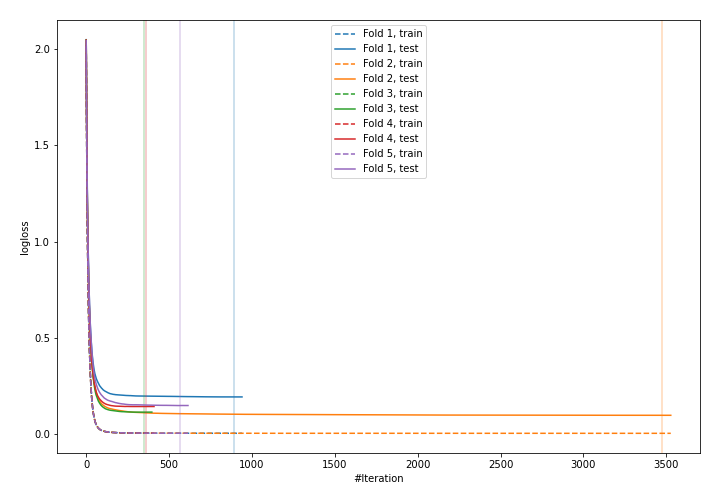 2.0
1.5
1.0
0.5
0.0
logloss
Fold 1, train
Fold 1, test
Fold 2, train
Fold 2, test
Fold 3, train
Fold 3, test
Fold 4, train
Fold 4, test
Fold 5, train
Fold 5, test
0
500
1000
1500
2000
2500
3000
3500
#Iteration